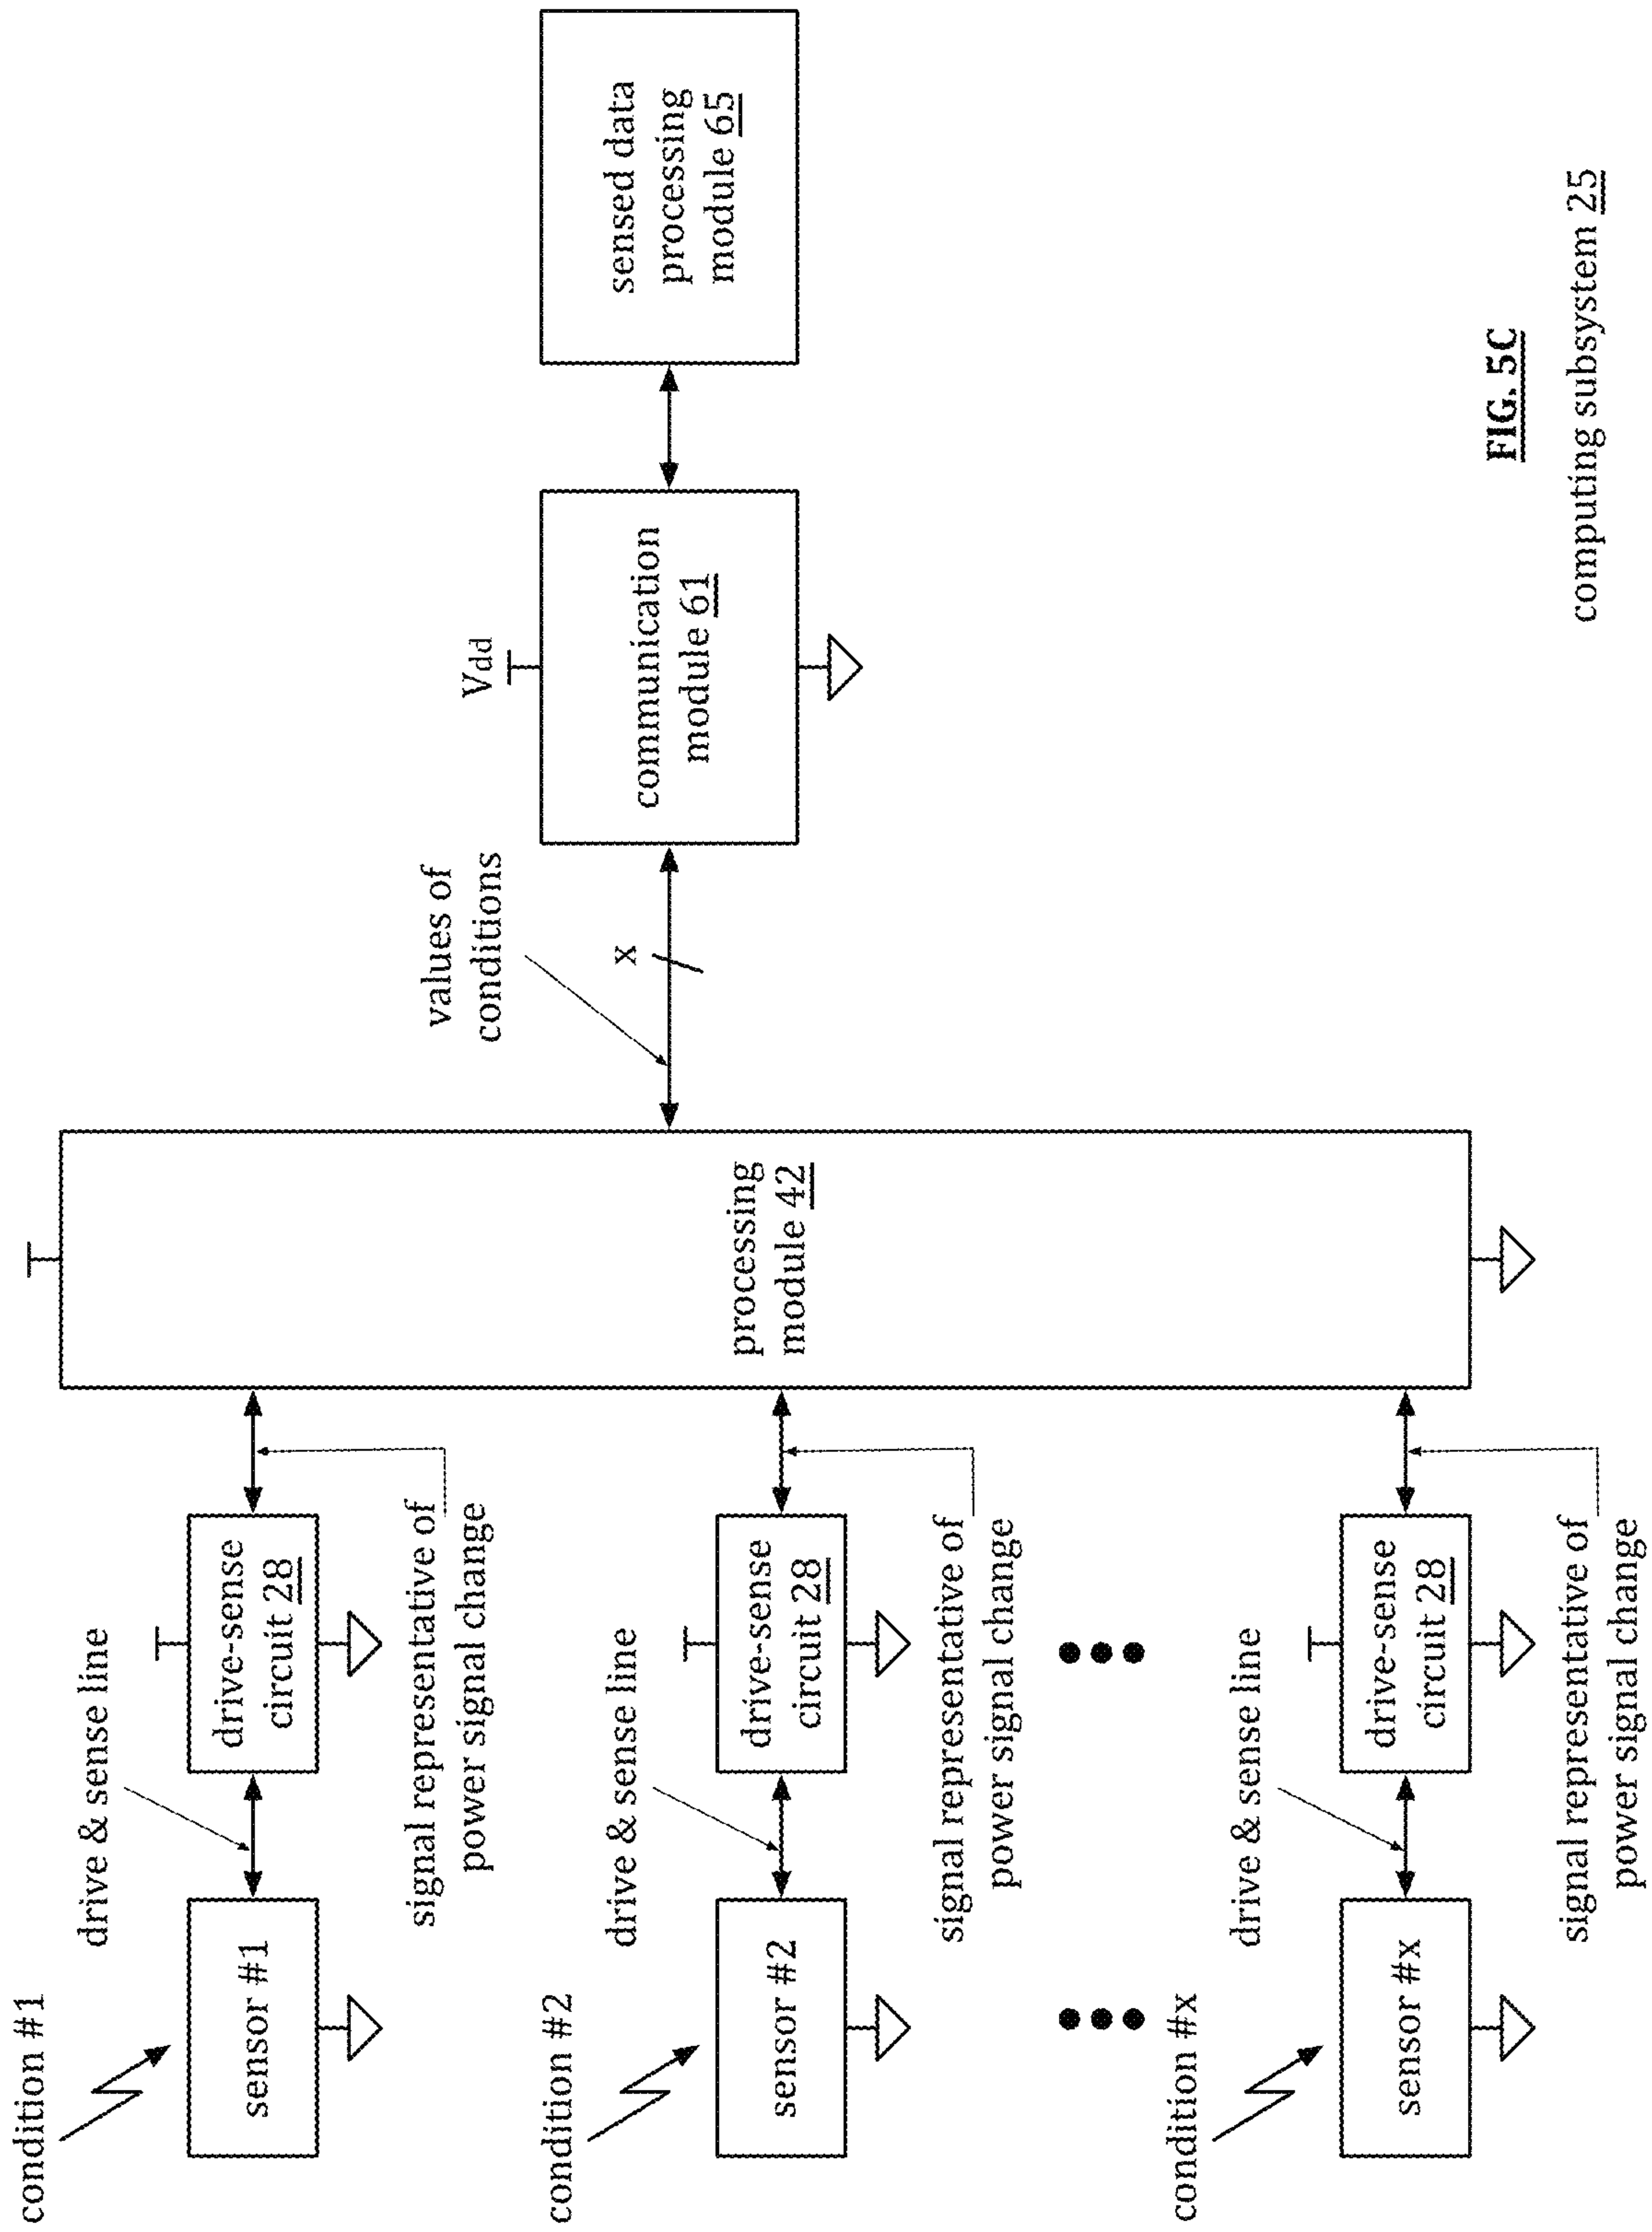 condition #1
drive & sense line
sensor #1
drive-sense
circuit 28
signal representative of
power signal change
condition #2
drive & sense line
sensor #2
drive-sense
circuit 28
signal representative of
power signal change
condition #x
drive & sense line
sensor #x
drive-sense
circuit 28
signal representative of
power signal change
processing
module 42
values of
conditions
x
Vdd
communication
module 61
sensed data
processing
module 65
FIG. 5C
computing subsystem 25